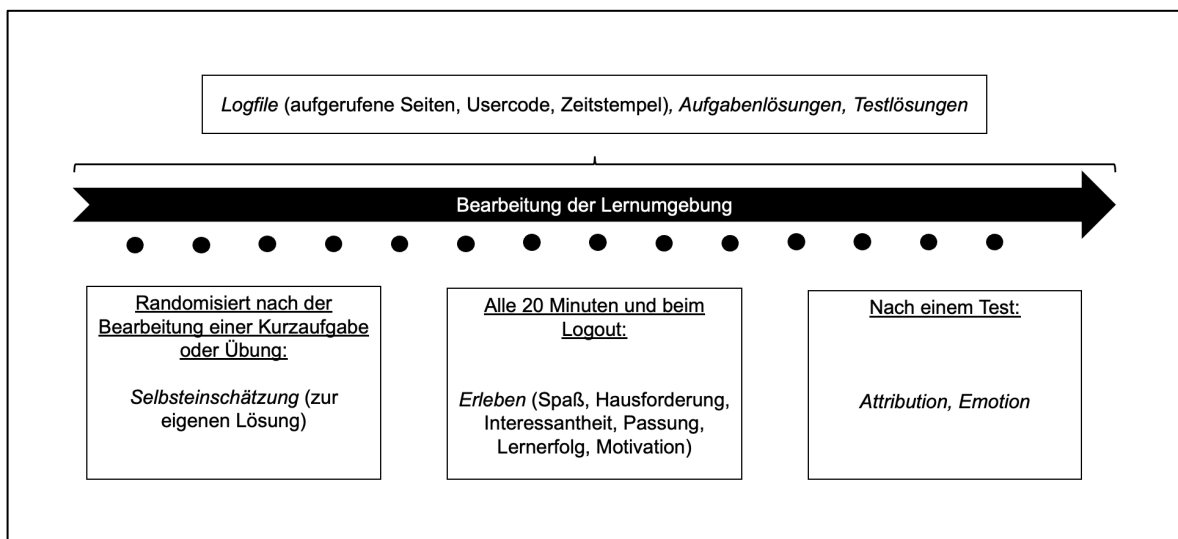 Logfile (aufgerufene Seiten, Usercode, Zeitstempel), Aufgabenlösungen, Testlösungen
Bearbeitung der Lernumgebung
Randomisiert nach der
Bearbeitung einer Kurzaufgabe
oder Übung:
Selbsteinschätzung (zur
eigenen Lösung)
Alle 20 Minuten und beim
Logout:
Erleben (Spaß, Hausforderung,
Interessantheit, Passung,
Lernerfolg, Motivation)
Nach einem Test:
Attribution, Emotion